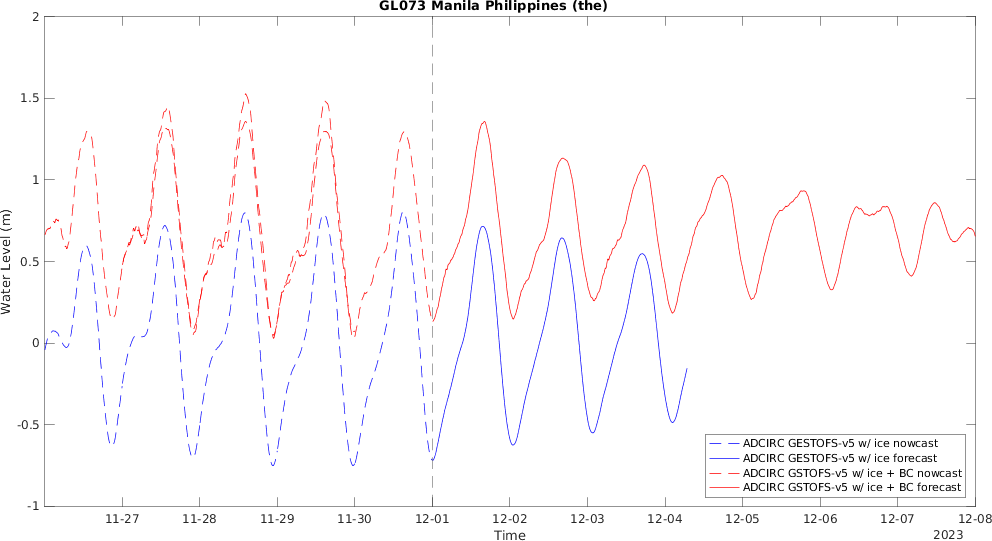 GL073 Manila Philippines (the)
2
1.5
1
0.5
0
-0.5
-1
Water Level (m)
11-27 11-28 11-29 11-30 12-01 12-02 12-03 12-04 12-05 12-06 12-07 12-08
Time
2023
ADCIRC GESTOFS-v5 w/ ice nowcast
ADCIRC GESTOFS-v5 w/ ice forecast
ADCIRC GSTOFS-v5 w/ ice + BC nowcast
ADCIRC GSTOFS-v5 w/ ice + BC forecast